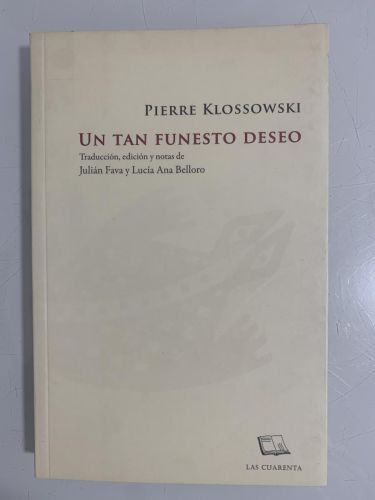 Pierre Klossowski
Un tan funesto deseo
Traducción, edición y notas de
Julián Fava y Lucía Ana Belloro
LAS CUARENTA